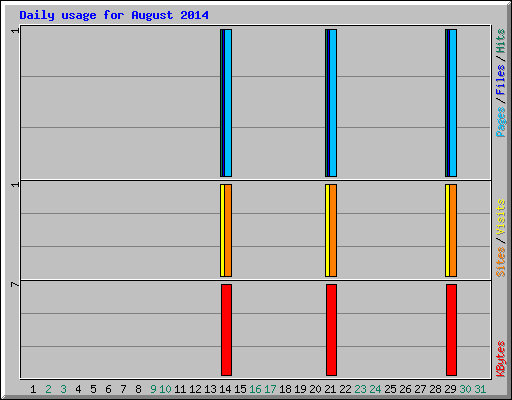 Daily usage for August 2014
1
Pages/Files/Hits
1
Sites/Visits
7
KBytes
1 2 3 4 5 6 7 8 9 10 11 12 13 14 15 16 17 18 19 20 21 22 23 24 25 26 27 28 29 30 31